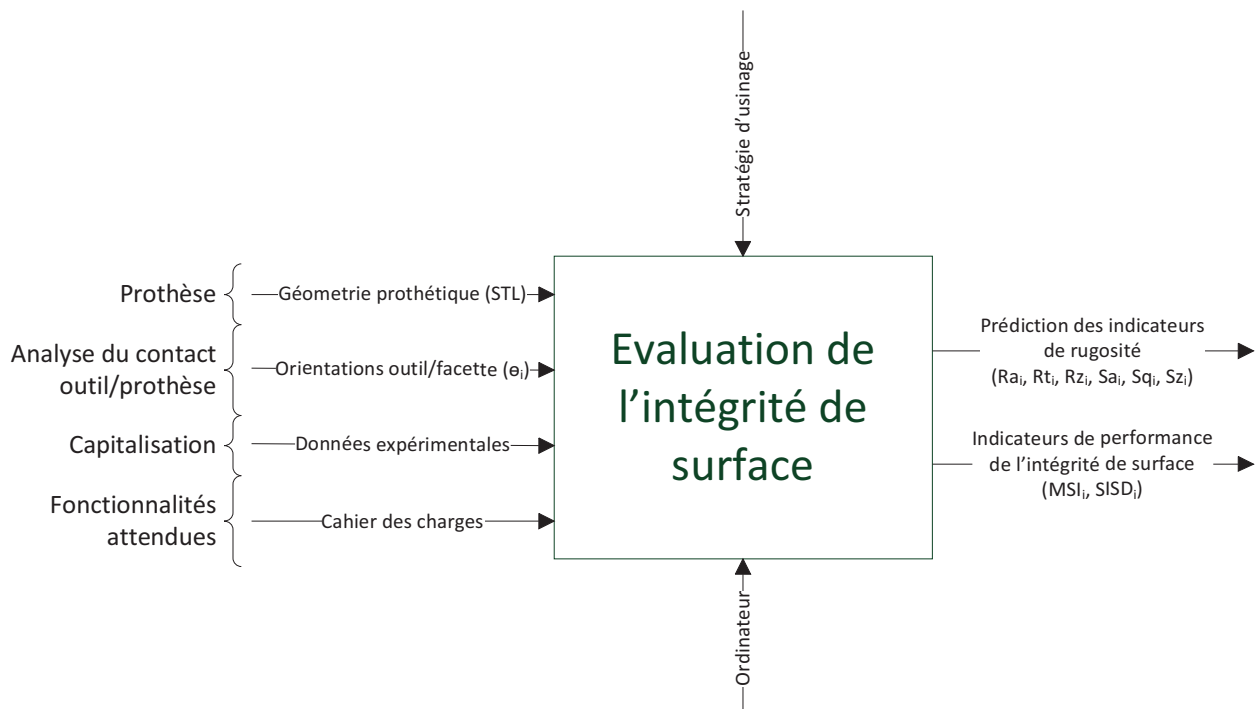 Stratégie d'usinage
Prothèse
Géometrie prothétique (STL)
Analyse du contact
outil/prothèse
Orientations outil/facette (ɵᵢ)
Capitalisation
Données expérimentales
Fonctionnalités
attendues
Cahier des charges
Evaluation de
l'intégrité de
surface
Prédiction des indicateurs
de rugosité
(Raᵢ, Rtᵢ, Rzᵢ, Saᵢ, Sqᵢ, Szᵢ)
Indicateurs de performance
de l'intégrité de surface
(MSIᵢ, SISDᵢ)
Ordinateur